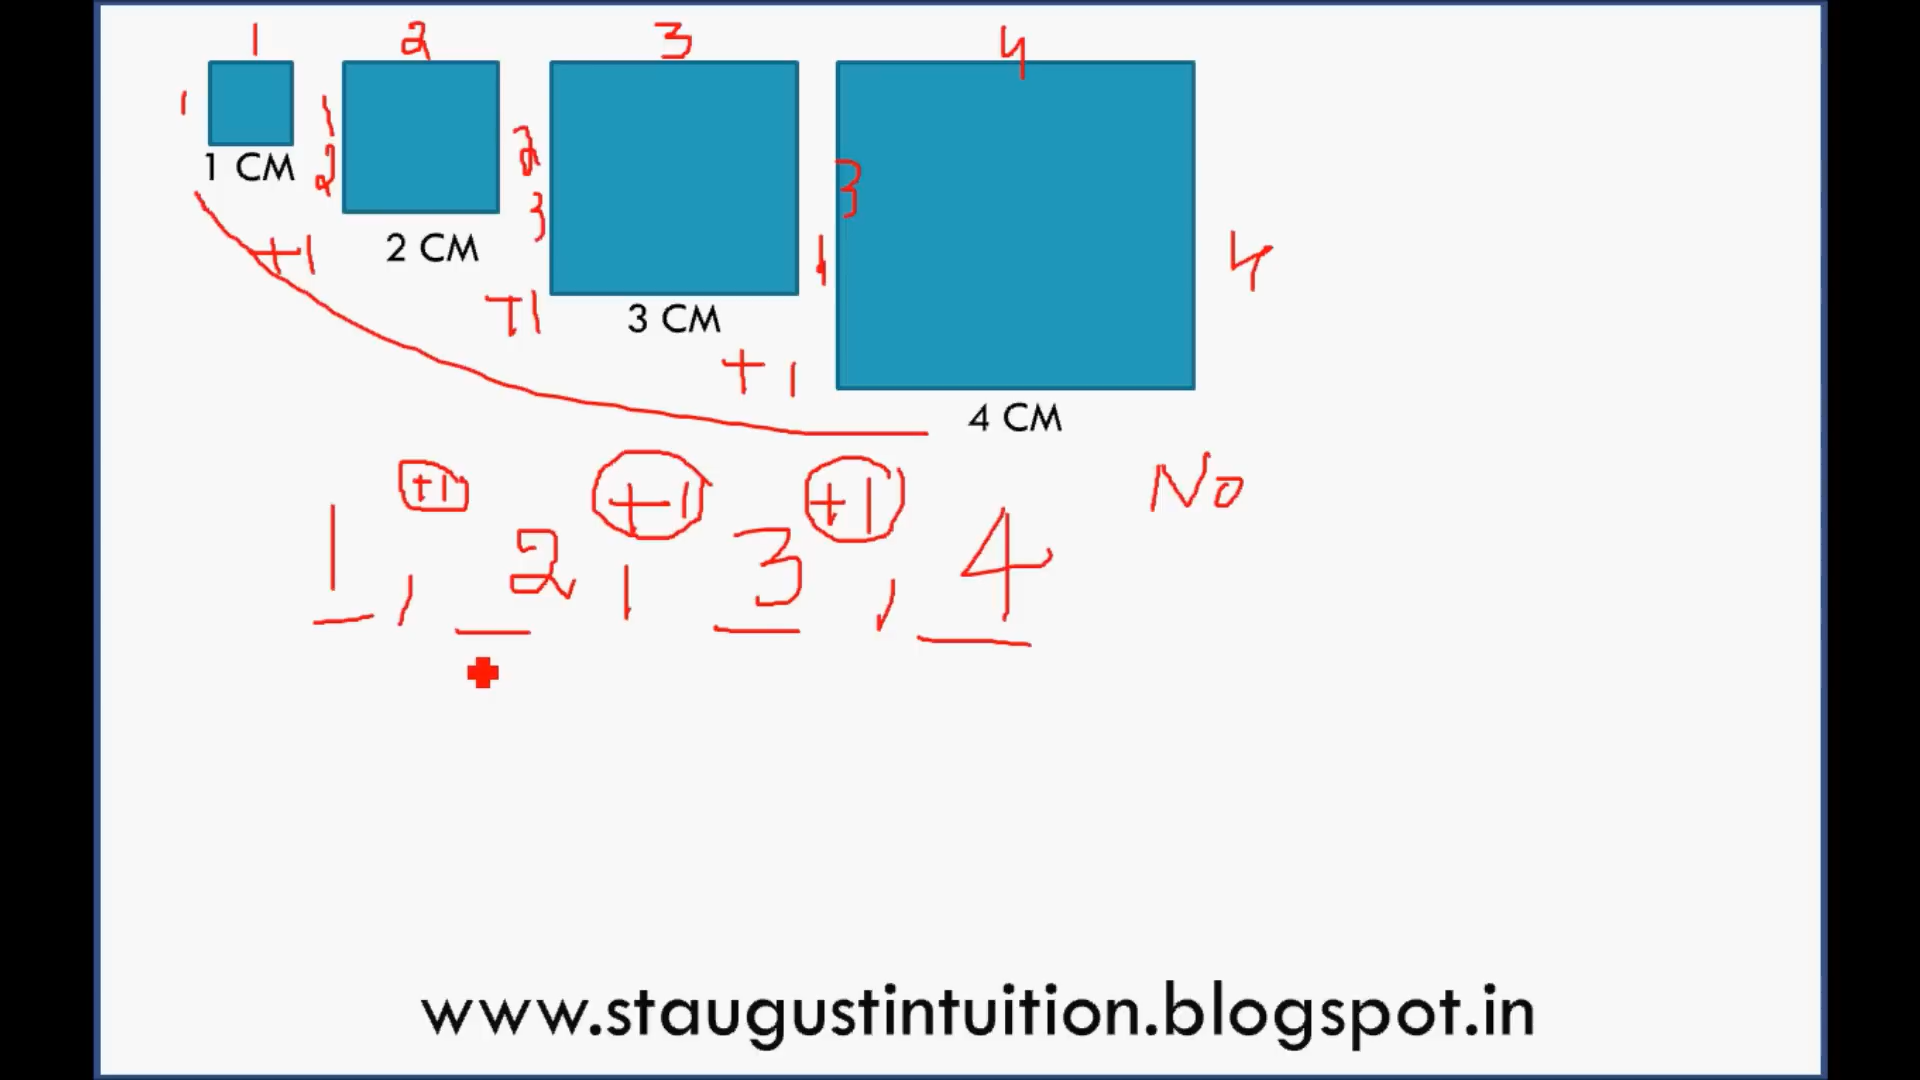 1 2 3 4
1 1 2 3
2 3 1 4
1 CM
+1 2 CM
+1 3 CM
+1 4 CM
+1 +1 +1 No
1, 2, 3, 4
www.staugustintuition.blogspot.in